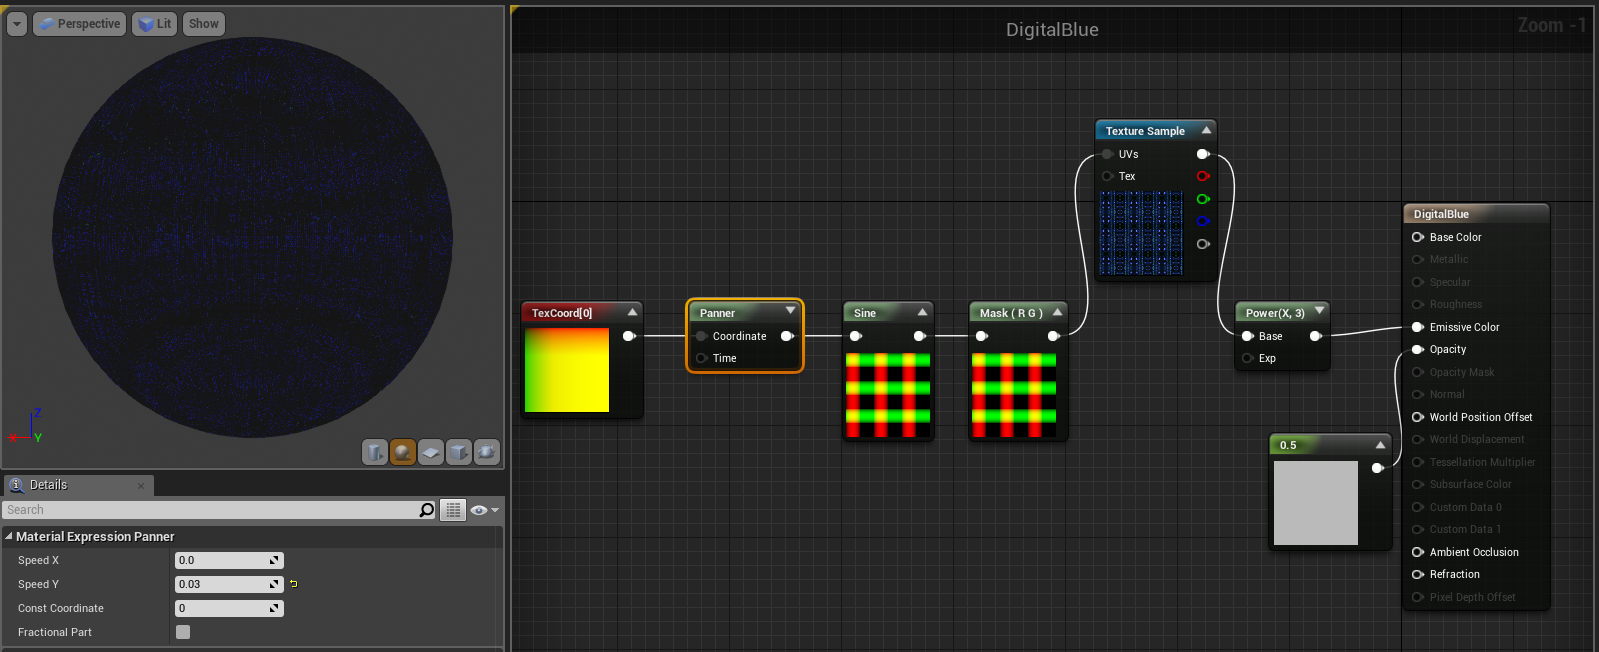 Perspective
Lit
Show
Z
X
Y
Details
Search
Material Expression Panner
Speed X
0.0
Speed Y
0.03
Const Coordinate
0
Fractional Part
DigitalBlue
Zoom -1
TexCoord[0]
Panner
Coordinate
Time
Sine
Mask ( R G )
Texture Sample
UVs
Tex
Power(X, 3)
Base
Exp
0.5
DigitalBlue
Base Color
Metallic
Specular
Roughness
Emissive Color
Opacity
Opacity Mask
Normal
World Position Offset
World Displacement
Tessellation Multiplier
Subsurface Color
Custom Data 0
Custom Data 1
Ambient Occlusion
Refraction
Pixel Depth Offset